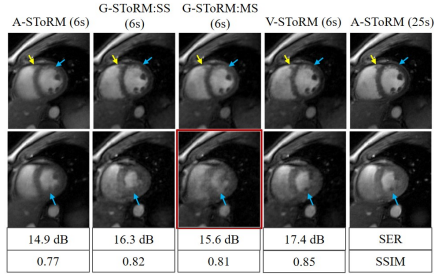 A-SToRM (6s)
G-SToRM:SS (6s)
G-SToRM:MS (6s)
V-SToRM (6s)
A-SToRM (25s)
14.9 dB 16.3 dB 15.6 dB 17.4 dB SER
0.77 0.82 0.81 0.85 SSIM